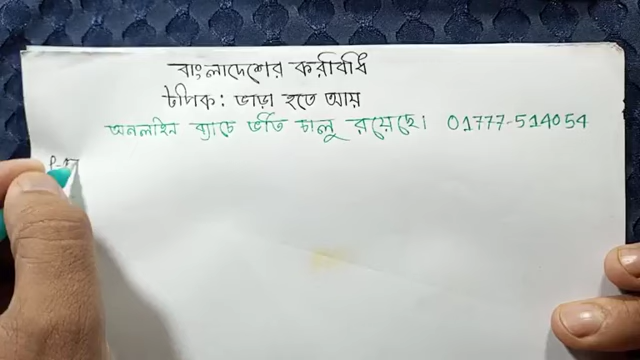 বাংলাদেশের করবিধি
টপিক: ভাড়া হতে আয়
অনলাইন ব্যাচে ভর্তি চালু রয়েছে। 01777-514054